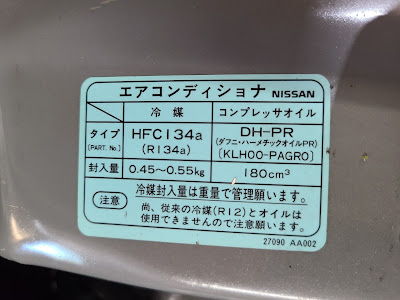 エアコンディショナ NISSAN
冷媒 コンプレッサオイル
タイプ HFC134a DH-PR
[PART. No.] (R134a) (ダフニ・ハーメチックオイルPR)
[KLH00-PAGR0]
封入量 0.45～0.55kg 180cm³
注意 冷媒封入量は重量で管理願います。
尚、従来の冷媒(R12)とオイルは
使用できませんので注意願います。
27090 AA002